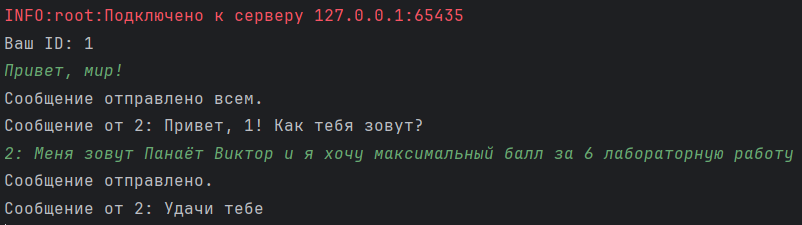 INFO:root:Подключено к серверу 127.0.0.1:65435
Ваш ID: 1
Привет, мир!
Сообщение отправлено всем.
Сообщение от 2: Привет, 1! Как тебя зовут?
2: Меня зовут Панаёт Виктор и я хочу максимальный балл за 6 лабораторную работу
Сообщение отправлено.
Сообщение от 2: Удачи тебе